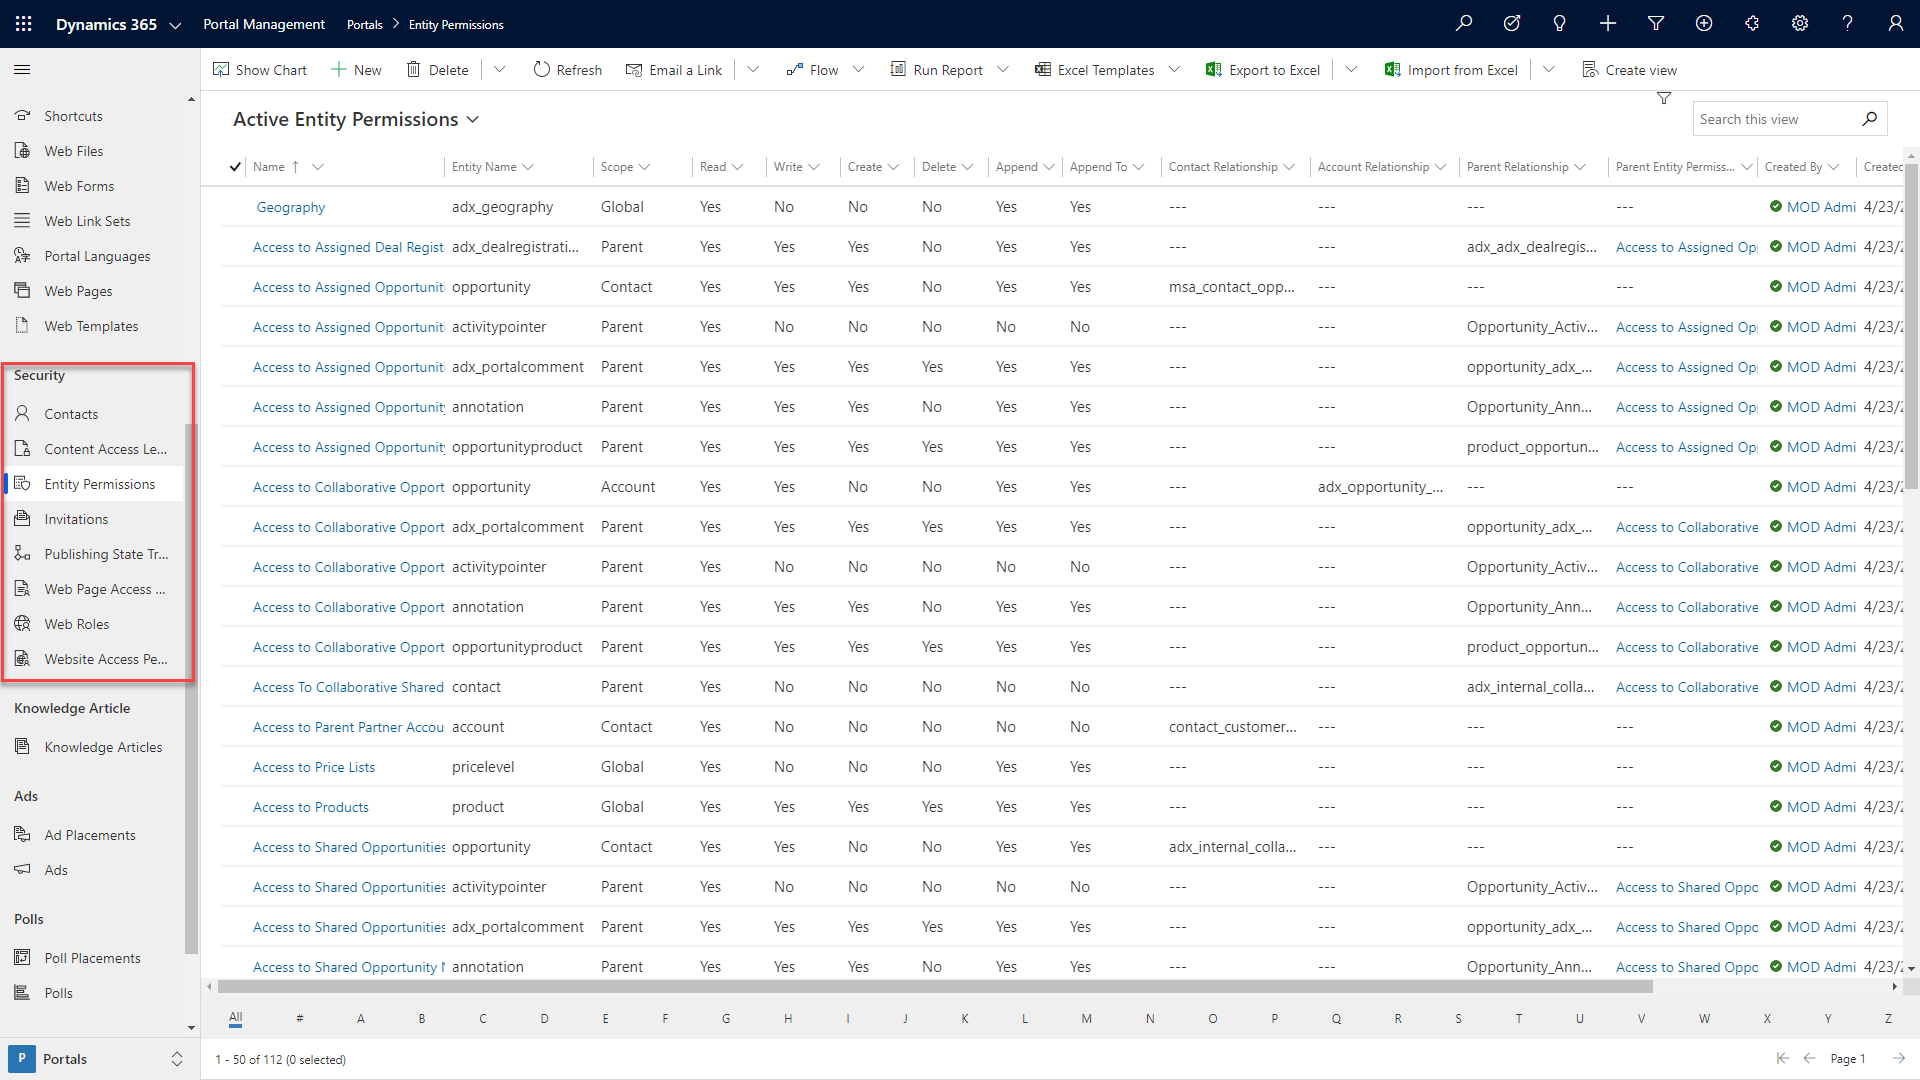 Dynamics 365 Portal Management Portals Entity Permissions
Show Chart New Delete Refresh Email a Link Flow Run Report Excel Templates Export to Excel Import from Excel Create view
Shortcuts
Web Files
Web Forms
Web Link Sets
Portal Languages
Web Pages
Web Templates
Security
Contacts
Content Access Le...
Entity Permissions
Invitations
Publishing State Tr...
Web Page Access ...
Web Roles
Website Access Pe...
Knowledge Article
Knowledge Articles
Ads
Ad Placements
Ads
Polls
Poll Placements
Polls
P Portals
Active Entity Permissions
Search this view
Name Entity Name Scope Read Write Create Delete Append Append To Contact Relationship Account Relationship Parent Relationship Parent Entity Permiss... Created By Created
Geography adx_geography Global Yes No No No Yes Yes --- --- --- --- MOD Admi 4/23/2
Access to Assigned Deal Regist adx_dealregistrati... Parent Yes Yes Yes No Yes Yes --- --- adx_adx_dealregis... Access to Assigned Op MOD Admi 4/23/2
Access to Assigned Opportuniti opportunity Contact Yes Yes Yes No Yes Yes msa_contact_opp... --- --- --- MOD Admi 4/23/2
Access to Assigned Opportuniti activitypointer Parent Yes No No No No No --- --- Opportunity_Activ... Access to Assigned Op MOD Admi 4/23/2
Access to Assigned Opportuniti adx_portalcomment Parent Yes Yes Yes Yes Yes Yes --- --- opportunity_adx_... Access to Assigned Op MOD Admi 4/23/2
Access to Assigned Opportunity annotation Parent Yes Yes Yes No Yes Yes --- --- Opportunity_Ann... Access to Assigned Op MOD Admi 4/23/2
Access to Assigned Opportunity opportunityproduct Parent Yes Yes Yes Yes Yes Yes --- --- product_opportun... Access to Assigned Op MOD Admi 4/23/2
Access to Collaborative Opport opportunity Account Yes Yes No No Yes Yes --- adx_opportunity_... --- --- MOD Admi 4/23/2
Access to Collaborative Opport adx_portalcomment Parent Yes Yes Yes Yes Yes Yes --- --- opportunity_adx_... Access to Collaborative MOD Admi 4/23/2
Access to Collaborative Opport activitypointer Parent Yes No No No No No --- --- Opportunity_Activ... Access to Collaborative MOD Admi 4/23/2
Access to Collaborative Opport annotation Parent Yes Yes Yes No Yes Yes --- --- Opportunity_Ann... Access to Collaborative MOD Admi 4/23/2
Access to Collaborative Opport opportunityproduct Parent Yes Yes Yes Yes Yes Yes --- --- product_opportun... Access to Collaborative MOD Admi 4/23/2
Access To Collaborative Shared contact Parent Yes No No No No No --- --- adx_internal_colla... Access to Collaborative MOD Admi 4/23/2
Access to Parent Partner Accou account Contact Yes No No No No No contact_customer... --- --- --- MOD Admi 4/23/2
Access to Price Lists pricelevel Global Yes No No No Yes Yes --- --- --- --- MOD Admi 4/23/2
Access to Products product Global Yes Yes Yes Yes Yes Yes --- --- --- --- MOD Admi 4/23/2
Access to Shared Opportunities opportunity Contact Yes Yes No No Yes Yes adx_internal_colla... --- --- --- MOD Admi 4/23/2
Access to Shared Opportunities activitypointer Parent Yes No No No No No --- --- Opportunity_Activ... Access to Shared Oppo MOD Admi 4/23/2
Access to Shared Opportunities adx_portalcomment Parent Yes Yes Yes Yes Yes Yes --- --- opportunity_adx_... Access to Shared Oppo MOD Admi 4/23/2
Access to Shared Opportunity N annotation Parent Yes Yes Yes No Yes Yes --- --- Opportunity_Ann... Access to Shared Oppo MOD Admi 4/23/2
All # A B C D E F G H I J K L M N O P Q R S T U V W X Y Z
1 - 50 of 112 (0 selected) Page 1